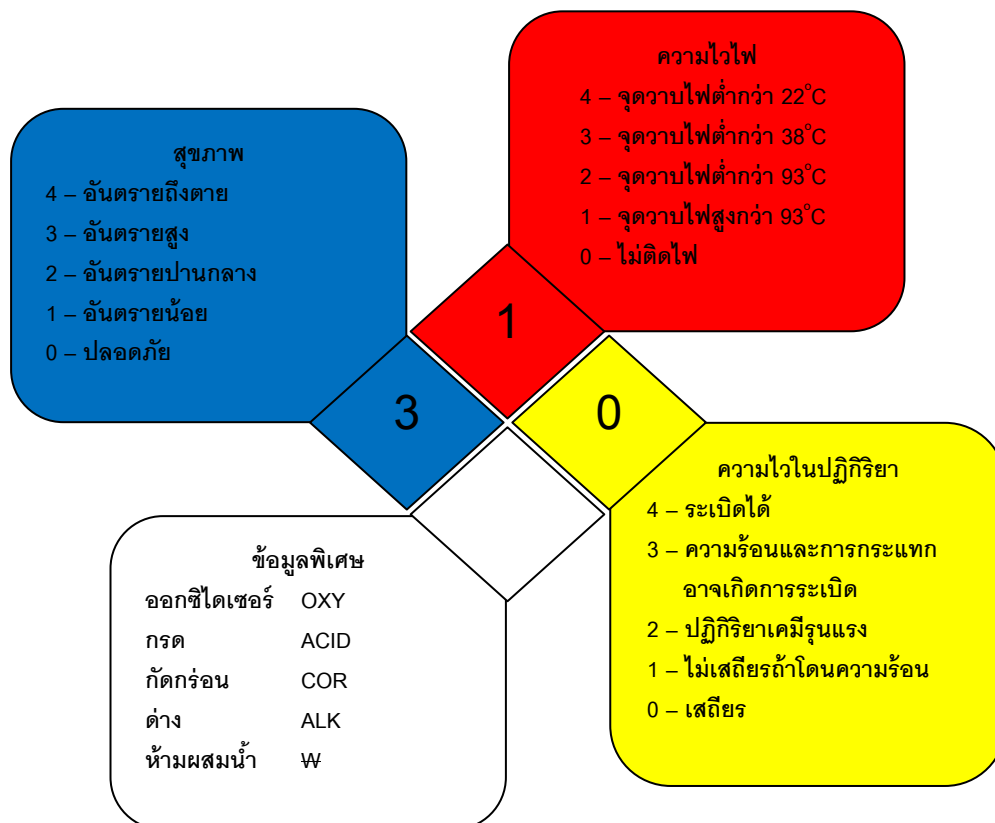 ความไวไฟ
4 – จุดวาบไฟต่ำกว่า 22°C
3 – จุดวาบไฟต่ำกว่า 38°C
2 – จุดวาบไฟต่ำกว่า 93°C
1 – จุดวาบไฟสูงกว่า 93°C
0 – ไม่ติดไฟ
สุขภาพ
4 – อันตรายถึงตาย
3 – อันตรายสูง
2 – อันตรายปานกลาง
1 – อันตรายน้อย
0 – ปลอดภัย
1
3
0
ความไวในปฏิกิริยา
4 – ระเบิดได้
3 – ความร้อนและการกระแทก
อาจเกิดการระเบิด
2 – ปฏิกิริยาเคมีรุนแรง
1 – ไม่เสถียรถ้าโดนความร้อน
0 – เสถียร
ข้อมูลพิเศษ
ออกซิไดเซอร์ OXY
กรด ACID
กัดกร่อน COR
ด่าง ALK
ห้ามผสมน้ำ W̶